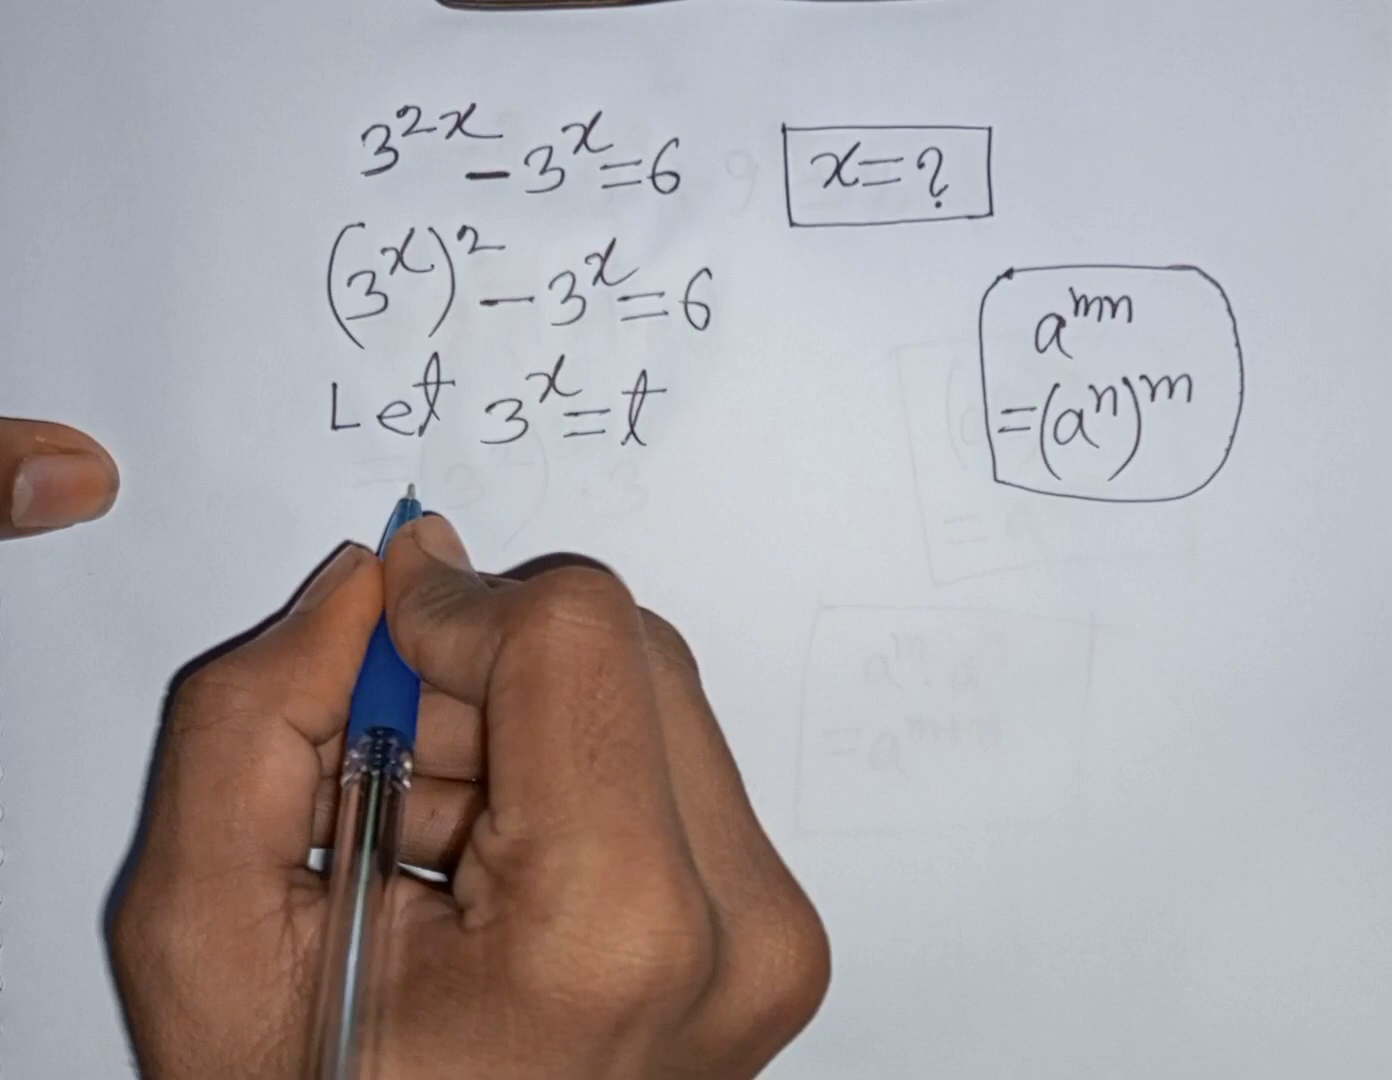 3^{2x} - 3^x = 6
x = ?
(3^x)^2 - 3^x = 6
Let 3^x = t
a^{mn}
= (a^n)^m